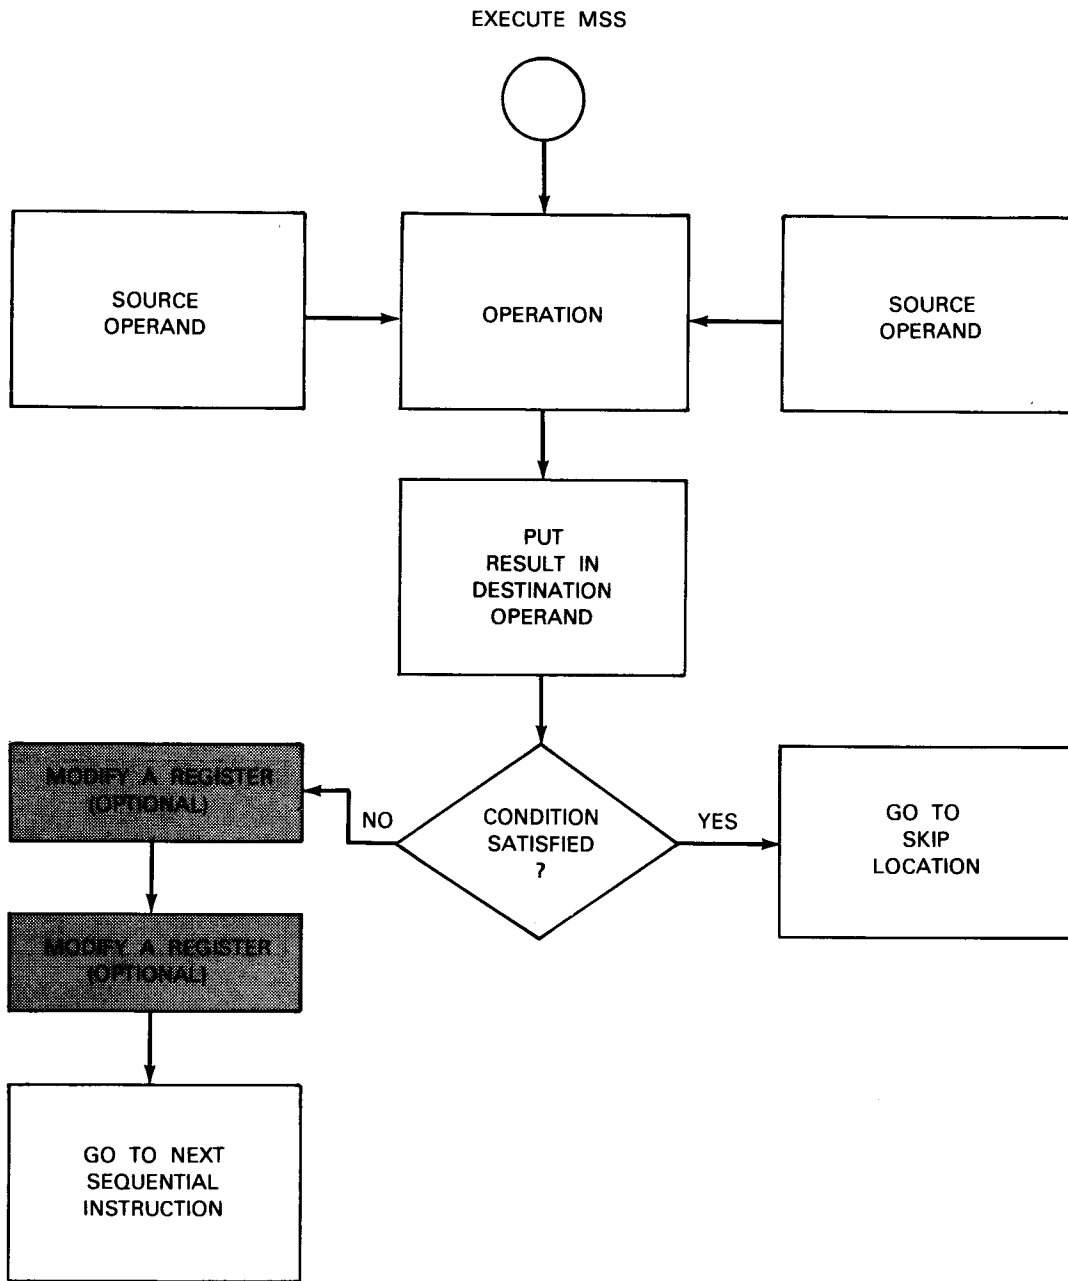 EXECUTE MSS
SOURCE
OPERAND
OPERATION
SOURCE
OPERAND
PUT
RESULT IN
DESTINATION
OPERAND
CONDITION
SATISFIED
?
NO
YES
MODIFY A REGISTER
(OPTIONAL)
GO TO
SKIP
LOCATION
MODIFY A REGISTER
(OPTIONAL)
GO TO NEXT
SEQUENTIAL
INSTRUCTION